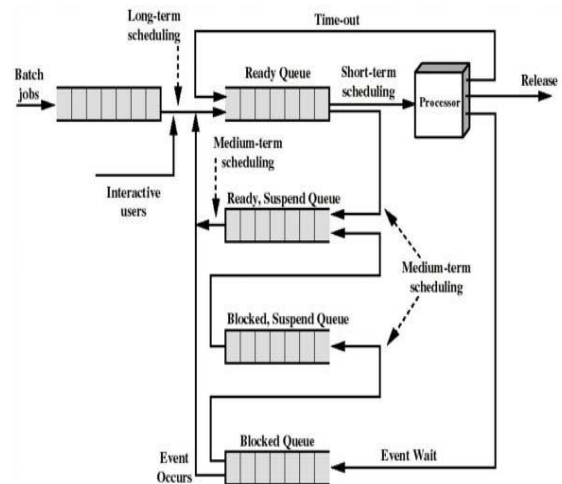 Time-out
Long-term
scheduling
Batch
jobs
Ready Queue
Short-term
scheduling
Processor
Release
Medium-term
scheduling
Interactive
users
Ready, Suspend Queue
Medium-term
scheduling
Blocked, Suspend Queue
Blocked Queue
Event Wait
Event
Occurs